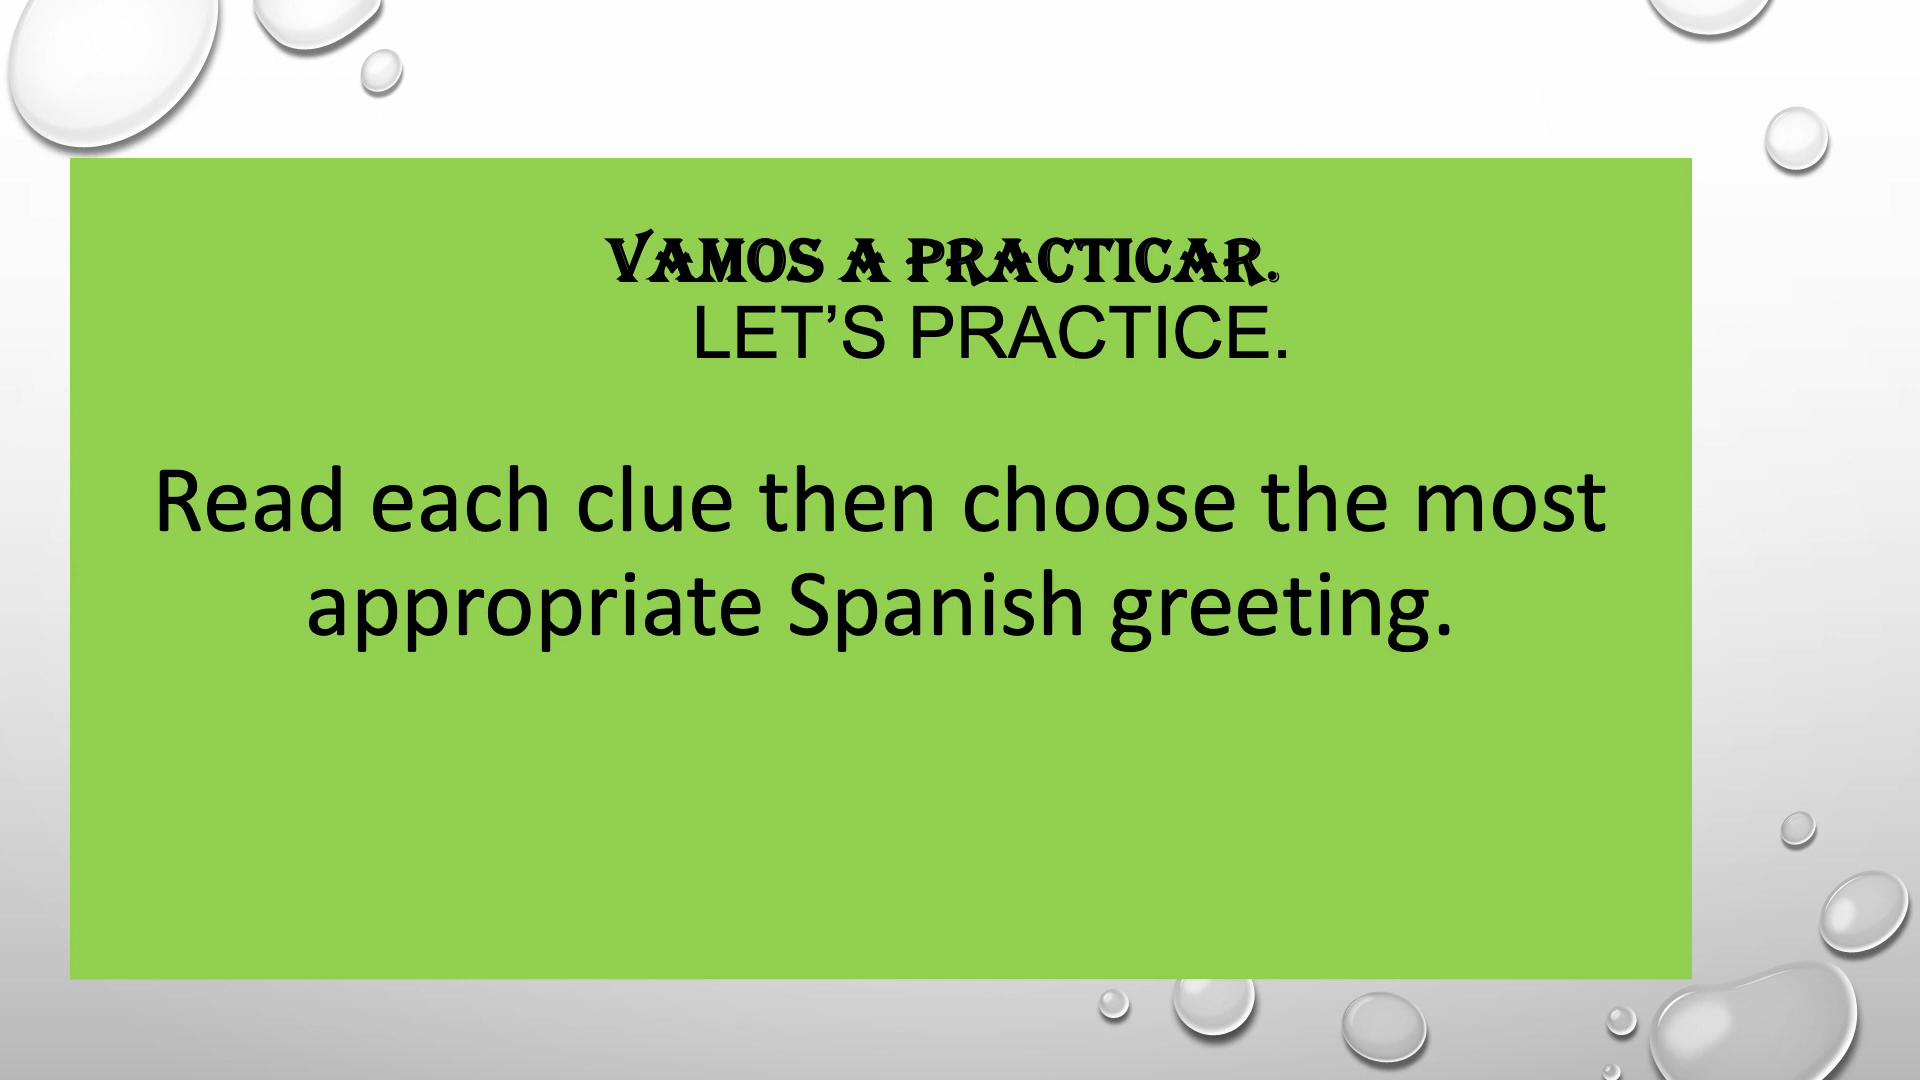 VAMOS A PRACTICAR.
LET’S PRACTICE.
Read each clue then choose the most
appropriate Spanish greeting.